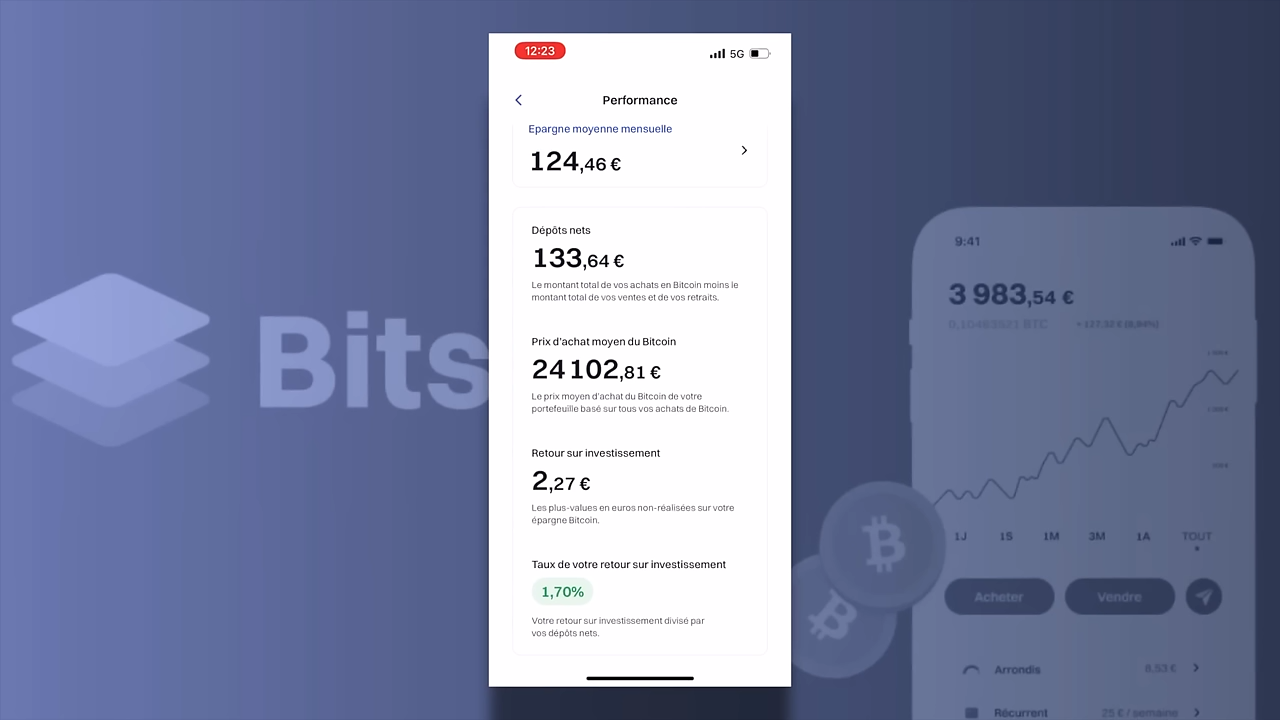 12:23
5G
Performance
Epargne moyenne mensuelle
124,46 €
Dépôts nets
133,64 €
Le montant total de vos achats en Bitcoin moins le
montant total de vos ventes et de vos retraits.
Prix d'achat moyen du Bitcoin
24 102,81 €
Le prix moyen d'achat du Bitcoin de votre
portefeuille basé sur tous vos achats de Bitcoin.
Retour sur investissement
2,27 €
Les plus-values en euros non-réalisées sur votre
épargne Bitcoin.
Taux de votre retour sur investissement
1,70%
Votre retour sur investissement divisé par
vos dépôts nets.
Bits
9:41
3 983,54 €
1J 1S 1M 3M 1A TOUT
Acheter Vendre
Arrondis 8,53 €
Récurrent 25 € / semaine